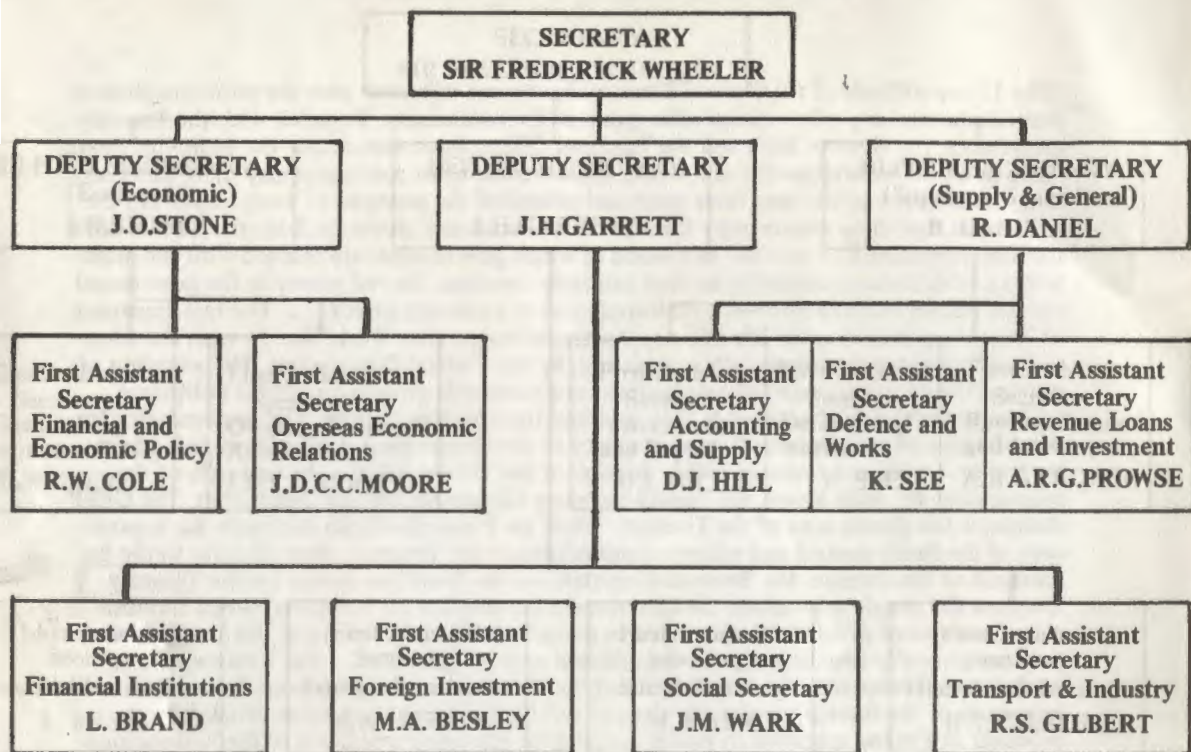 SECRETARY
SIR FREDERICK WHEELER
DEPUTY SECRETARY
(Economic)
J.O.STONE
DEPUTY SECRETARY
J.H.GARRETT
DEPUTY SECRETARY
(Supply & General)
R. DANIEL
First Assistant
Secretary
Financial and
Economic Policy
R.W. COLE
First Assistant
Secretary
Overseas Economic
Relations
J.D.C.C.MOORE
First Assistant
Secretary
Accounting
and Supply
D.J. HILL
First Assistant
Secretary
Defence and
Works
K. SEE
First Assistant
Secretary
Revenue Loans
and Investment
A.R.G.PROWSE
First Assistant
Secretary
Financial Institutions
L. BRAND
First Assistant
Secretary
Foreign Investment
M.A. BESLEY
First Assistant
Secretary
Social Secretary
J.M. WARK
First Assistant
Secretary
Transport & Industry
R.S. GILBERT